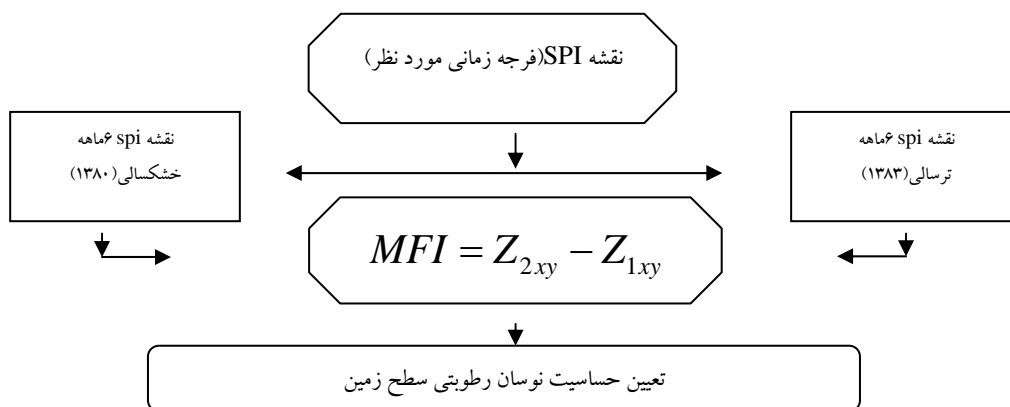 نقشه SPI(فرجه زمانی مورد نظر)
نقشه spi ۶ماهه
ترسالی(۱۳۸۳)
نقشه spi ۶ماهه
خشکسالی(۱۳۸۰)
MFI = Z₂xy − Z₁xy
تعیین حساسیت نوسان رطوبتی سطح زمین